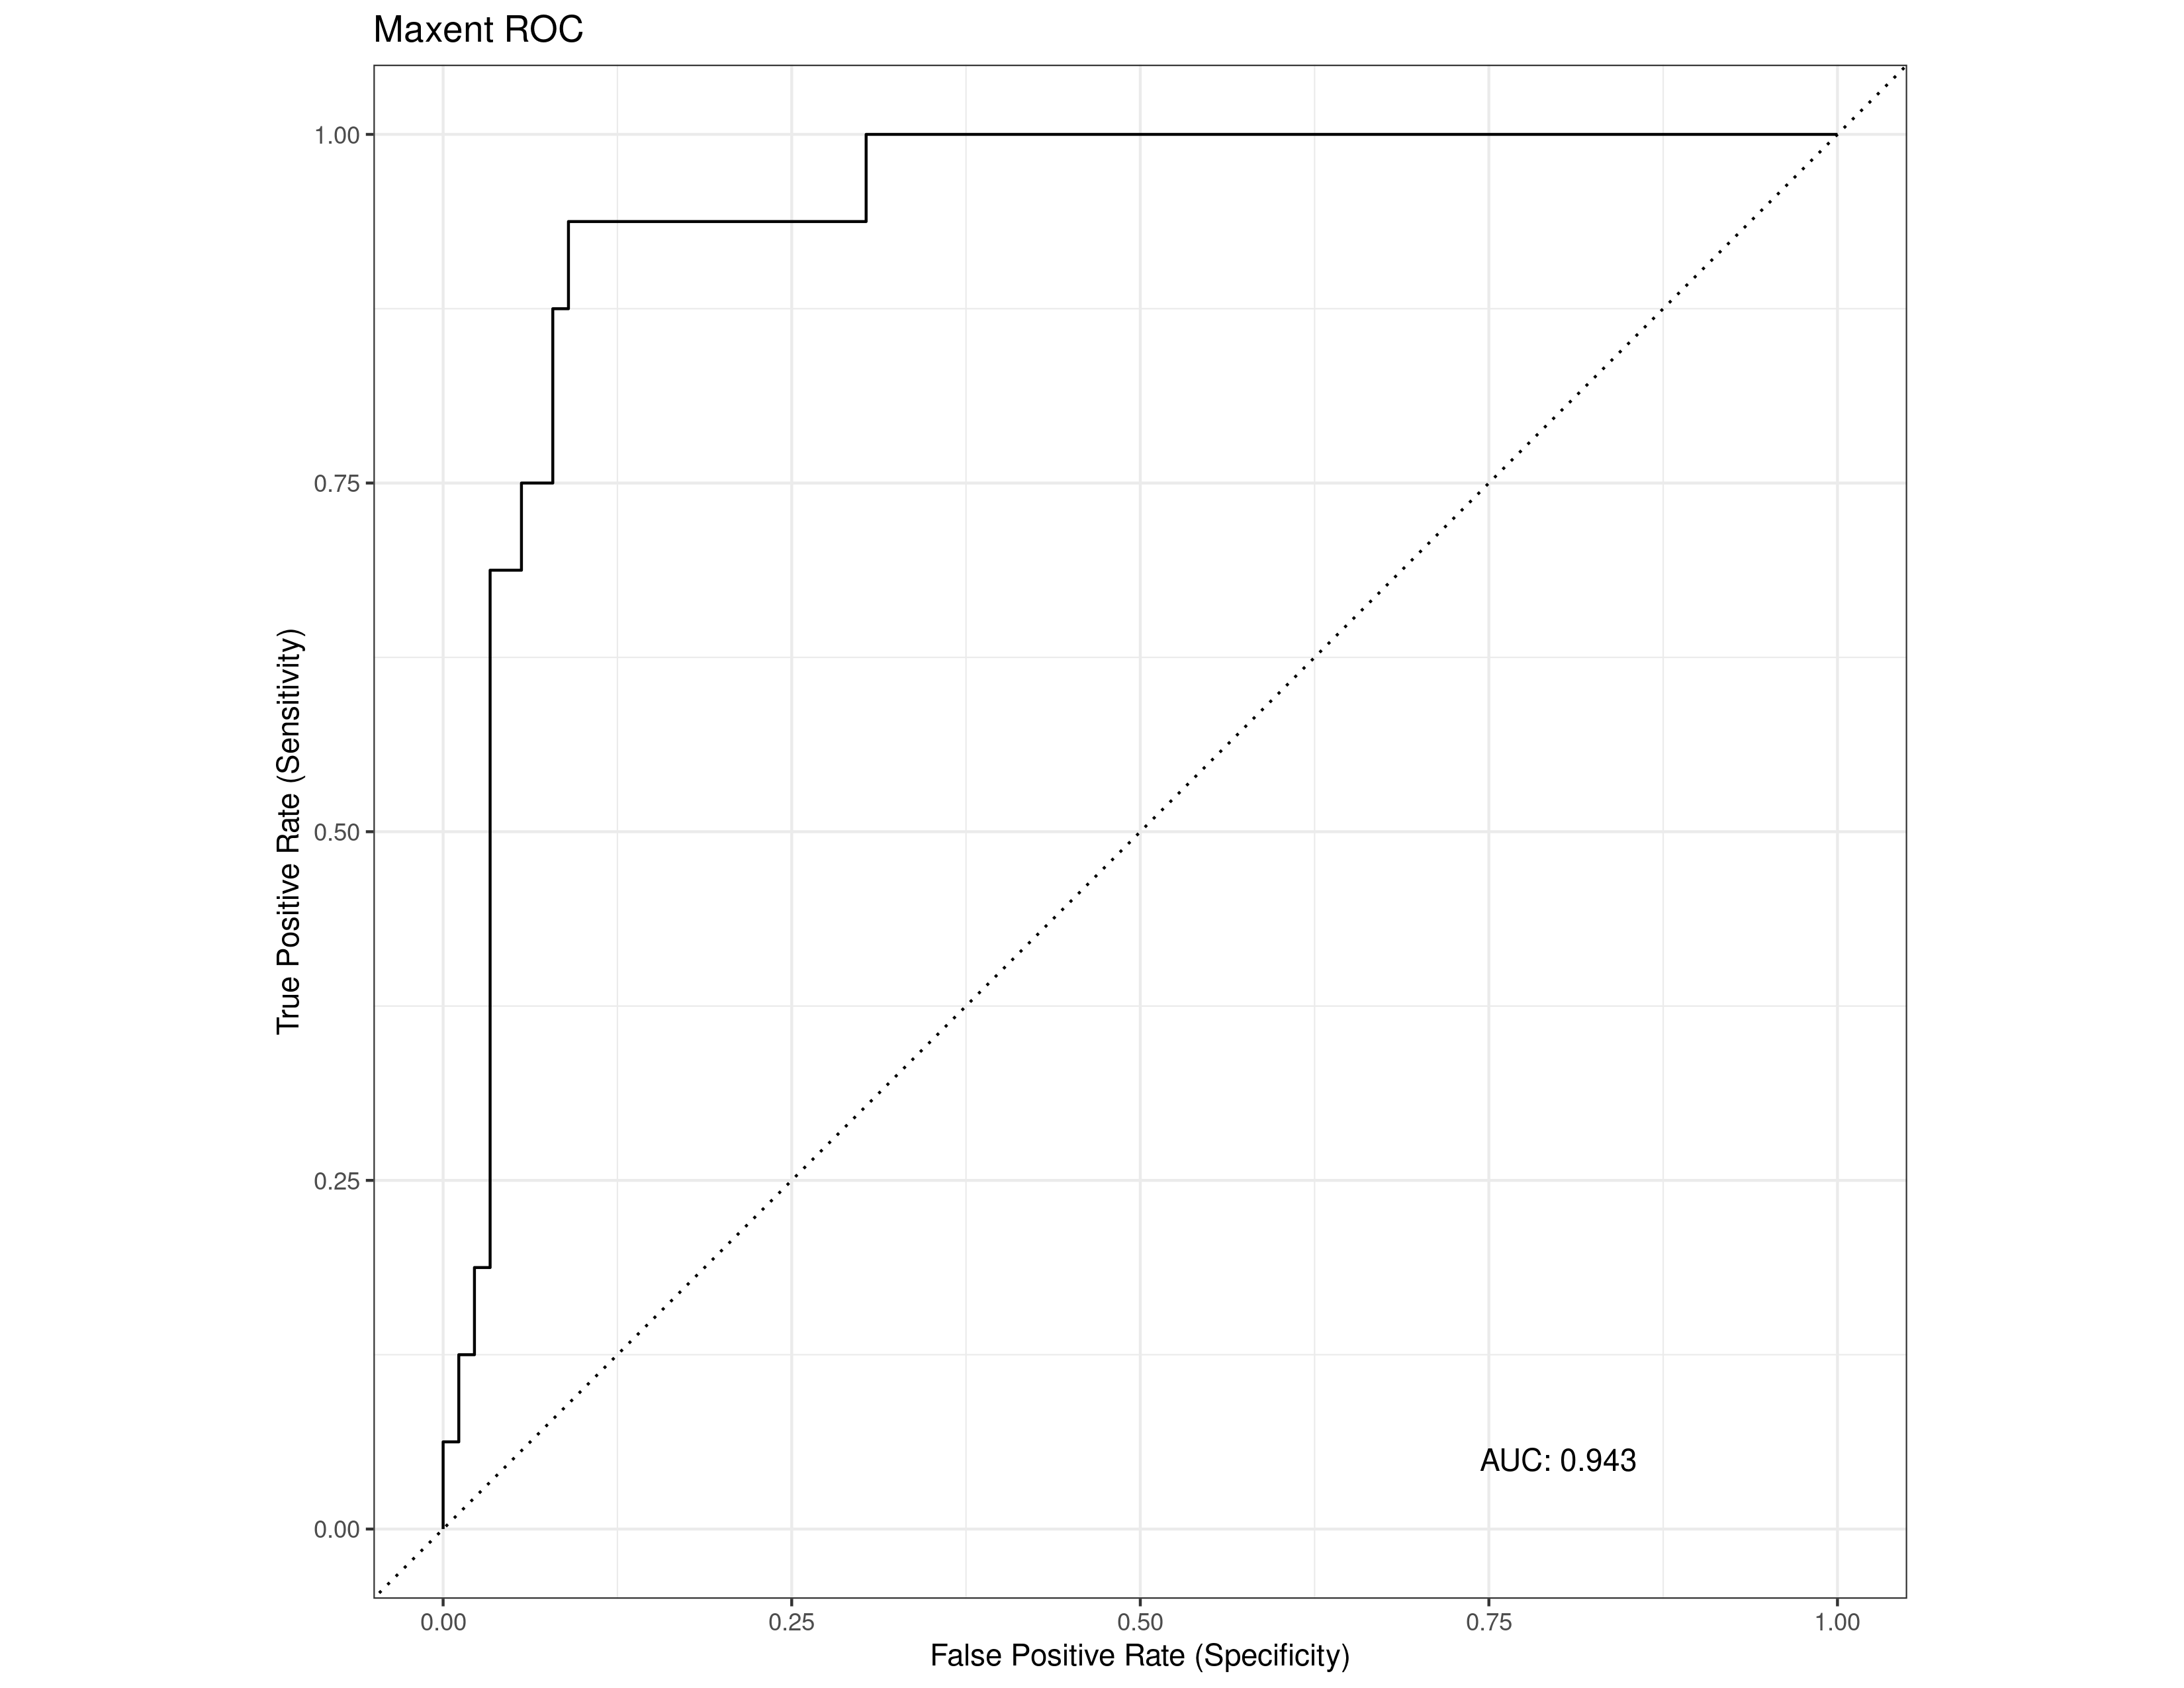 Maxent ROC
True Positive Rate (Sensitivity)
1.00
0.75
0.50
0.25
0.00
AUC: 0.943
0.00 0.25 0.50 0.75 1.00
False Positive Rate (Specificity)